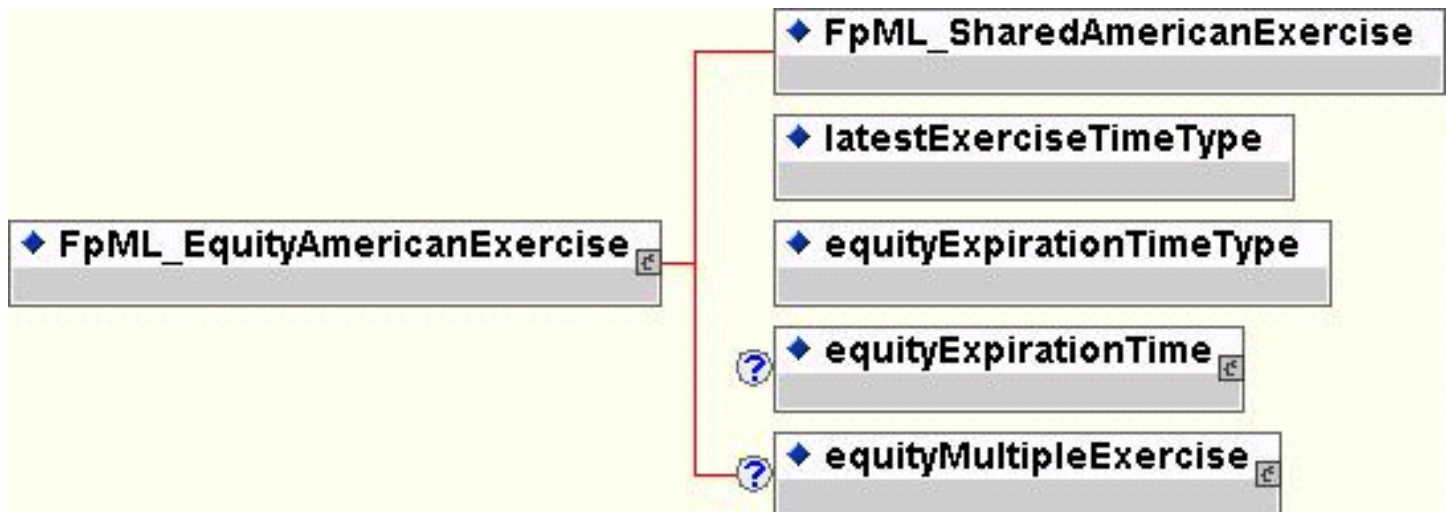 FpML_SharedAmericanExercise
latestExerciseTimeType
FpML_EquityAmericanExercise
equityExpirationTimeType
? equityExpirationTime
? equityMultipleExercise